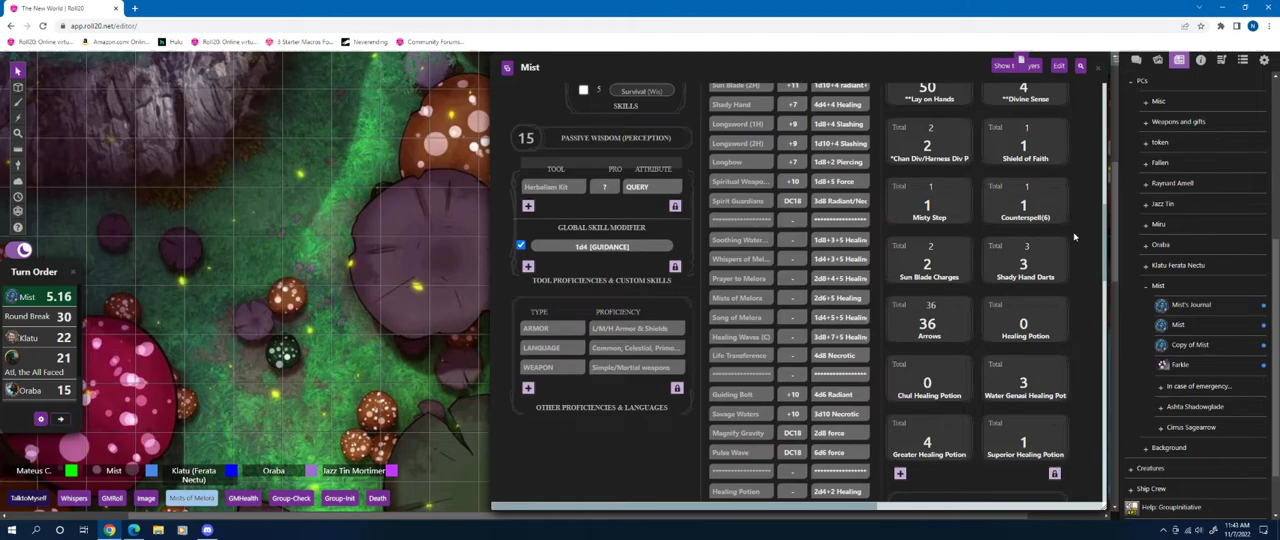 The New World | Roll20
app.roll20.net/editor/
Roll20: Online virtu...
Amazon.com: Onlin...
Hulu
Roll20: Online virtu...
3 Starter Macros Fo...
Neverending
Community Forums...
Mist
Edit
5 Survival (Wis)
SKILLS
15 PASSIVE WISDOM (PERCEPTION)
TOOL PRO ATTRIBUTE
Herbalism Kit ? QUERY
GLOBAL SKILL MODIFIER
1d4 [GUIDANCE]
TOOL PROFICIENCIES & CUSTOM SKILLS
TYPE PROFICIENCY
ARMOR L/M/H Armor & Shields
LANGUAGE Common, Celestial, Primo...
WEAPON Simple/Martial weapons
OTHER PROFICIENCIES & LANGUAGES
Sun Blade (2H) +11 1d10+4 radiant+
Shady Hand +7 4d4+4 Healing
Longsword (1H) +9 1d8+4 Slashing
Longsword (2H) +9 1d10+4 Slashing
Longbow +7 1d8+2 Piercing
Spiritual Weapo... +10 1d8+5 Force
Spirit Guardians DC18 3d8 Radiant/Nec
******************** - ********************
Soothing Water... - 1d8+3+5 Healin
Whispers of Mel... - 1d4+3+5 Healin
Prayer to Melora - 2d8+4+5 Healin
Mists of Melora - 2d6+5 Healing
Song of Melora - 1d4+5+5 Healin
Healing Waves (C) - 3d8+7+5 Healin
Life Transference - 4d8 Necrotic
******************** - ********************
Guiding Bolt +10 4d6 Radiant
Savage Waters +10 3d10 Necrotic
Magnify Gravity DC18 2d8 force
Pulse Wave DC18 6d6 force
******************** - ********************
Healing Potion - 2d4+2 Healing
50
**Lay on Hands
4
**Divine Sense
Total 2
2
*Chan Div/Harness Div P
Total 1
1
Shield of Faith
Total 1
1
Misty Step
Total 1
1
Counterspell(6)
Total 2
2
Sun Blade Charges
Total 3
3
Shady Hand Darts
Total 36
36
Arrows
Total
0
Healing Potion
Total
0
Chul Healing Potion
Total
3
Water Genasi Healing Pot
Total
4
Greater Healing Potion
Total
1
Superior Healing Potion
PCs
Misc
Weapons and gifts
token
Fallen
Raynard Amell
Jazz Tin
Miru
Oraba
Klatu Ferata Nectu
Mist
Mist's Journal
Mist
Copy of Mist
Farkle
In case of emergency...
Ashta Shadowglade
Cirrus Sagearrow
Background
Creatures
Ship Crew
Help: GroupInitiative
Turn Order
Mist 5.16
Round Break 30
Klatu 22
21
Atl, the All Faced
Oraba 15
Mateus C.
Mist
Klatu (Ferata Nectu)
Oraba
Jazz Tin Mortimer
TalktoMyself
Whispers
GMRoll
Image
Mists of Melora
GMHealth
Group-Check
Group-Init
Death
11:43 AM
11/7/2022